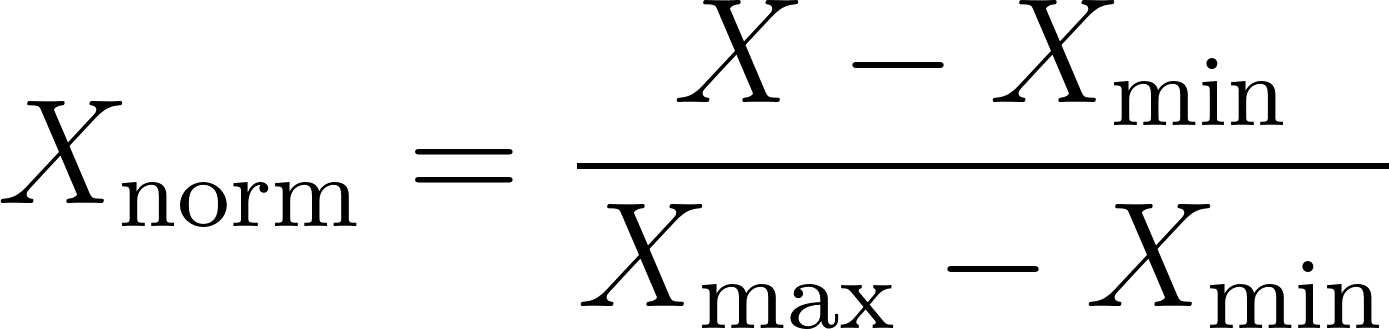 X_norm = (X − X_min) / (X_max − X_min)